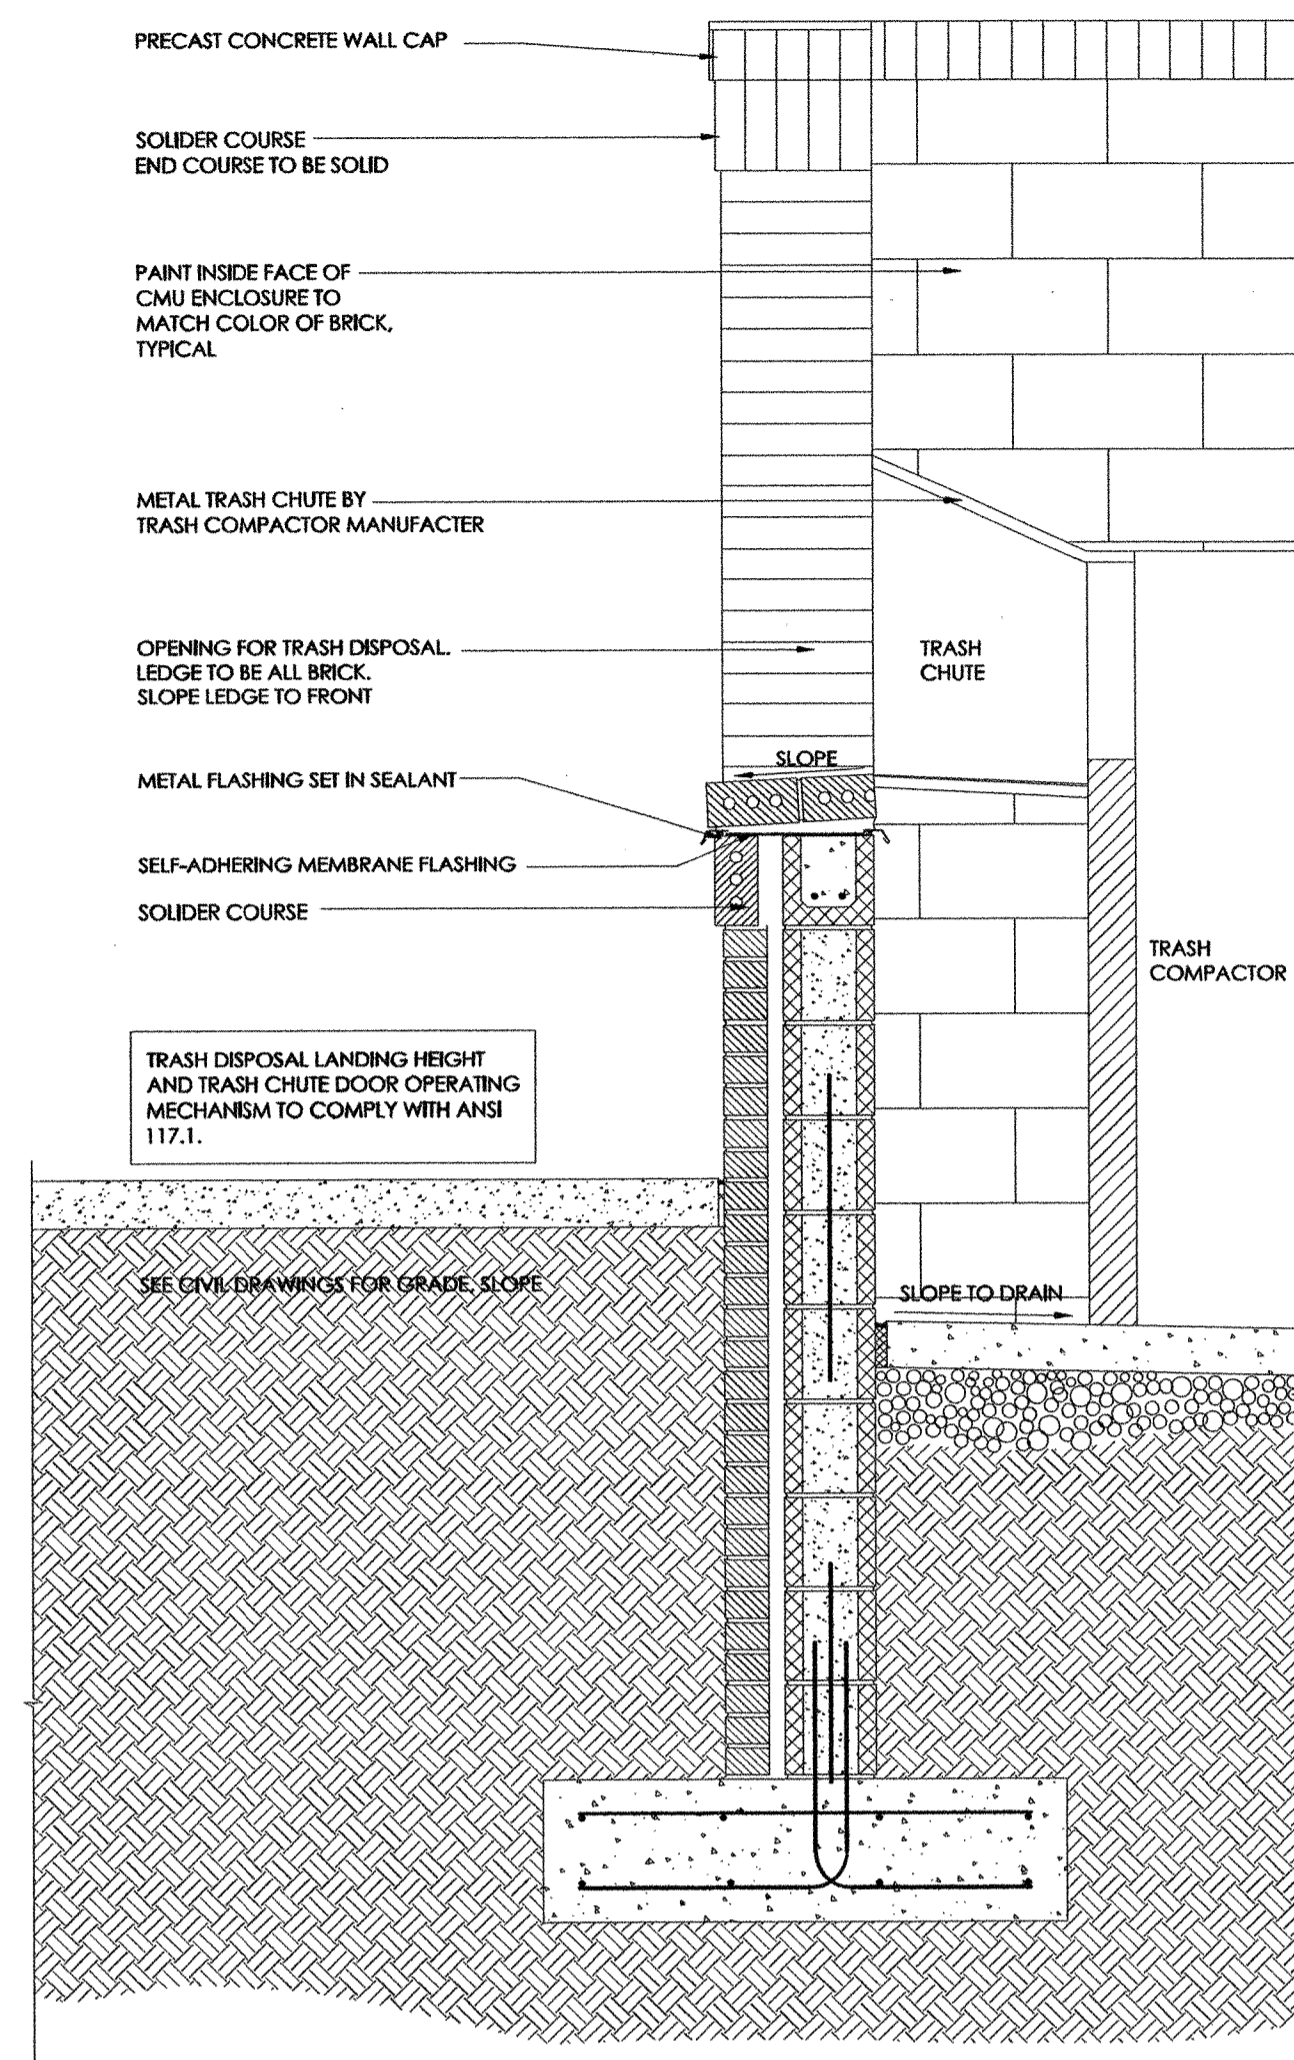 PRECAST CONCRETE WALL CAP
SOLIDER COURSE
END COURSE TO BE SOLID
PAINT INSIDE FACE OF
CMU ENCLOSURE TO
MATCH COLOR OF BRICK,
TYPICAL
METAL TRASH CHUTE BY
TRASH COMPACTOR MANUFACTER
OPENING FOR TRASH DISPOSAL.
LEDGE TO BE ALL BRICK.
SLOPE LEDGE TO FRONT
TRASH
CHUTE
SLOPE
METAL FLASHING SET IN SEALANT
SELF-ADHERING MEMBRANE FLASHING
SOLIDER COURSE
TRASH
COMPACTOR
TRASH DISPOSAL LANDING HEIGHT
AND TRASH CHUTE DOOR OPERATING
MECHANISM TO COMPLY WITH ANSI
117.1.
SEE CIVIL DRAWINGS FOR GRADE, SLOPE
SLOPE TO DRAIN